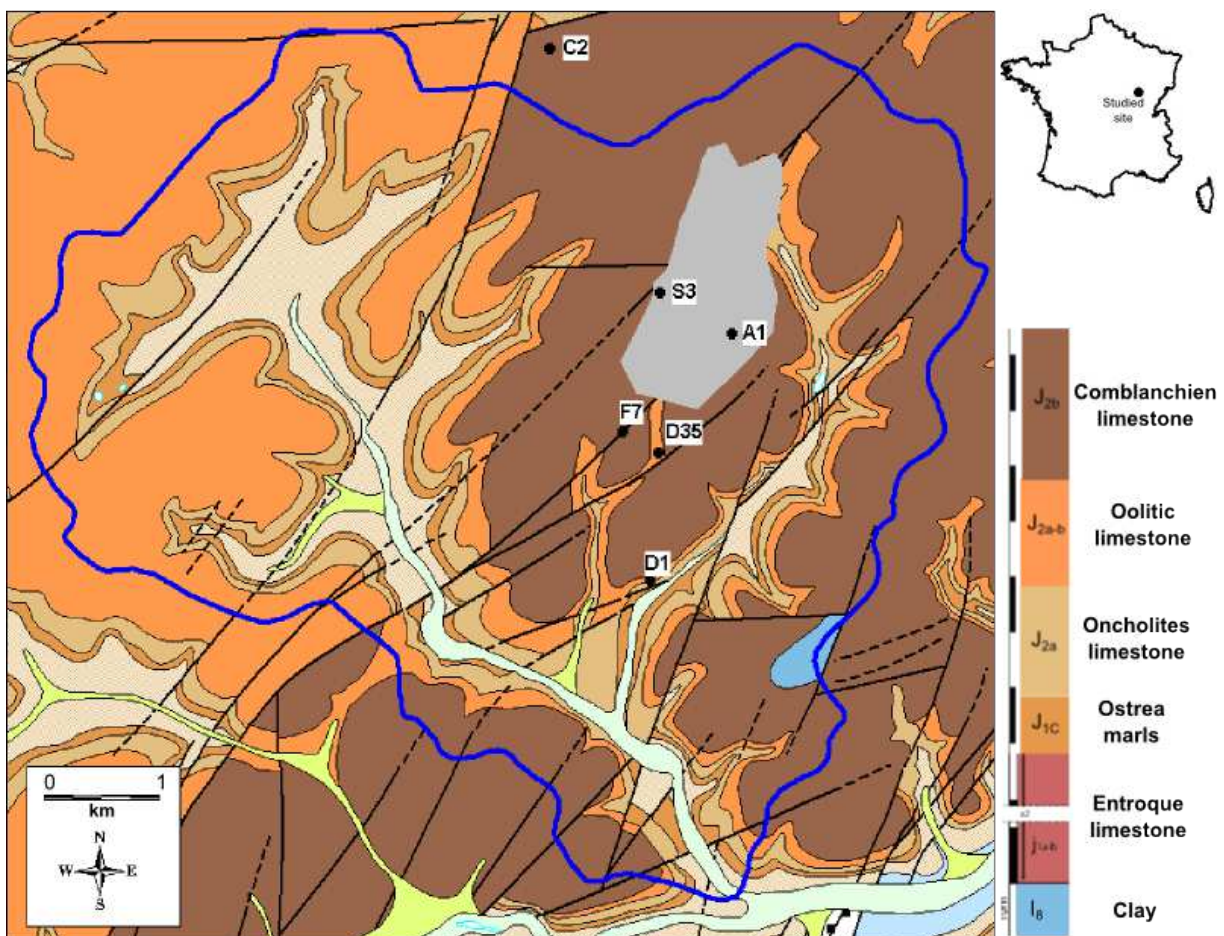 C2
S3
A1
F7
D35
D1
0 1
km
N
W E
S
Studied
site
J2b
Comblanchien
limestone
J2a-b
Oolitic
limestone
J2a
Oncholites
limestone
J1C
Ostrea
marls
Entroque
limestone
l8
Clay